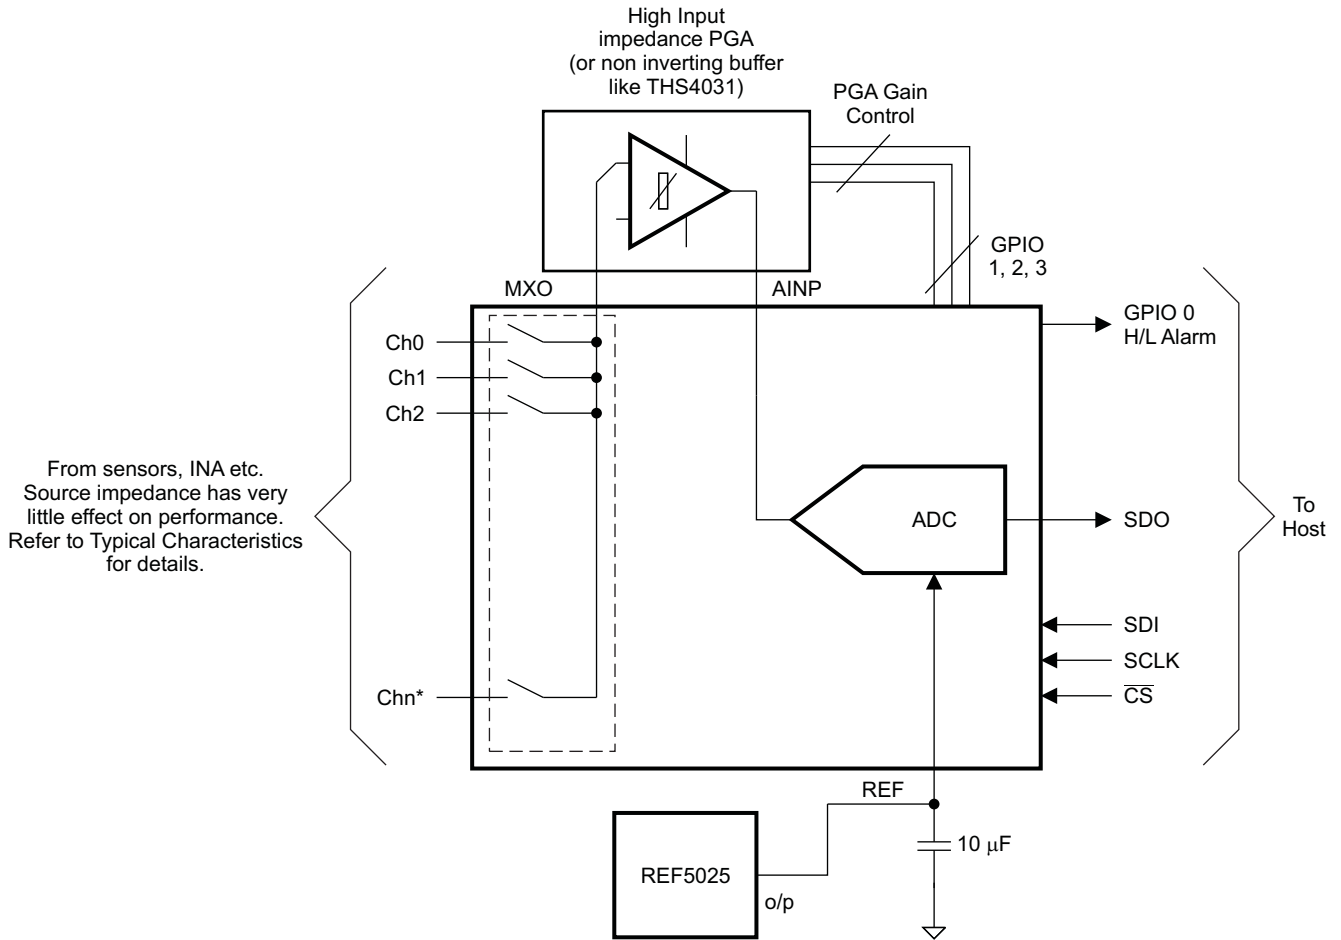 High Input
impedance PGA
(or non inverting buffer
like THS4031)
PGA Gain
Control
GPIO
1, 2, 3
MXO
AINP
GPIO 0
H/L Alarm
Ch0
Ch1
Ch2
From sensors, INA etc.
Source impedance has very
little effect on performance.
Refer to Typical Characteristics
for details.
ADC
SDO
To
Host
SDI
SCLK
CS
Chn*
REF
10 μF
REF5025
o/p